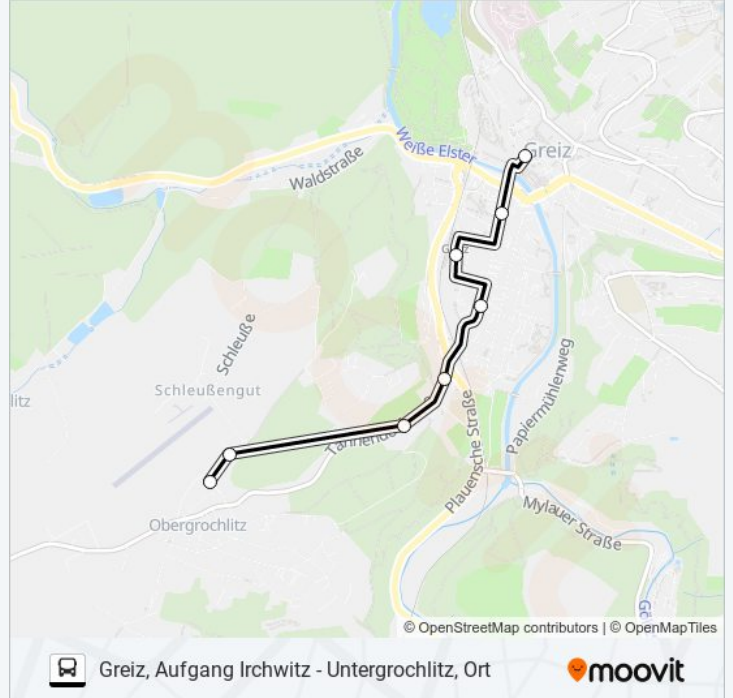 Greiz
Weiße Elster
Waldstraße
Schleuße
Schleußengut
Papiermühlenweg
Plauensche Straße
Mylauer Straße
Obergrochlitz
© OpenStreetMap contributors | © OpenMapTiles
Greiz, Aufgang Irchwitz - Untergrochlitz, Ort
moovit